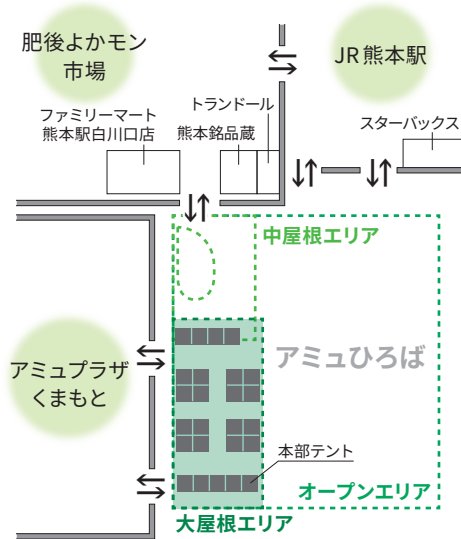 肥後よかモン
市場
JR熊本駅
トランドール
ファミリーマート
熊本駅白川口店
熊本銘品蔵
スターバックス
中屋根エリア
アミュひろば
アミュプラザ
くまもと
本部テント
オープンエリア
大屋根エリア